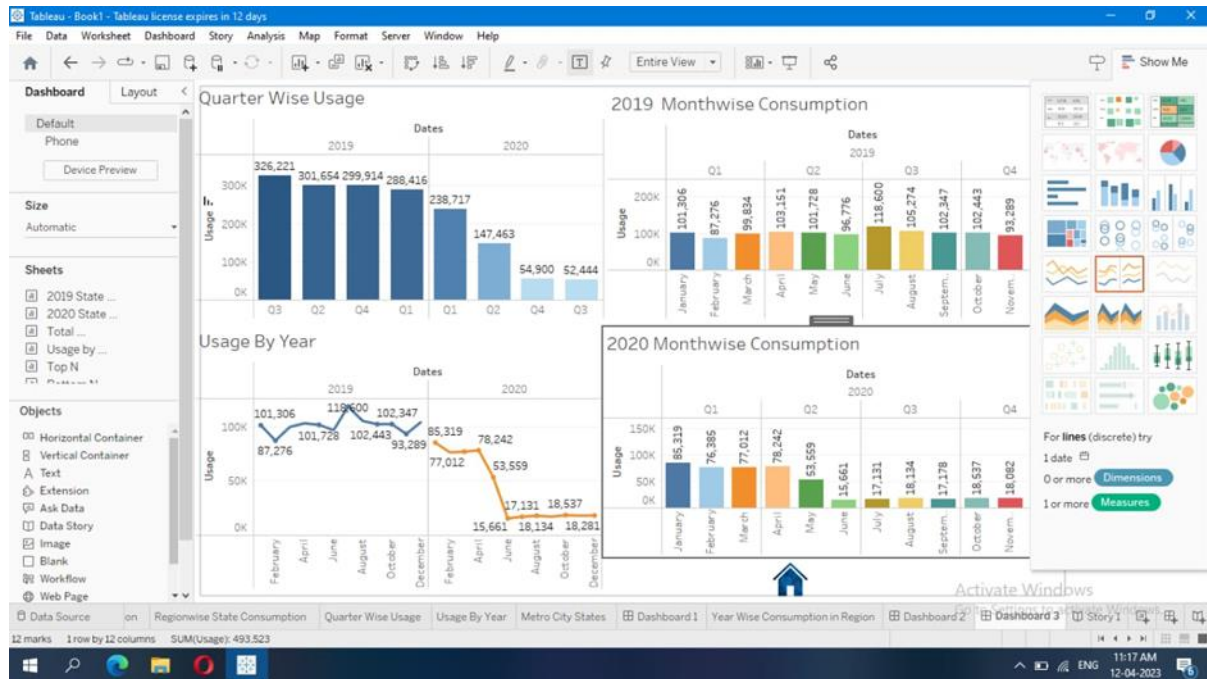 Tableau - Book1 - Tableau license expires in 12 days
File Data Worksheet Dashboard Story Analysis Map Format Server Window Help
Entire View
Show Me
Dashboard Layout
Default
Phone
Device Preview
Size
Automatic
Sheets
2019 State ...
2020 State ...
Total ...
Usage by ...
Top N
Objects
Horizontal Container
Vertical Container
A Text
Extension
Ask Data
Data Story
Image
Blank
Workflow
Web Page
Quarter Wise Usage
Dates
2019 2020
326,221 301,654 299,914 288,416 238,717 147,463 54,900 52,444
Usage
300K
200K
100K
0K
Q3 Q2 Q4 Q1 Q1 Q2 Q4 Q3
2019 Monthwise Consumption
Dates
2019
Q1 Q2 Q3 Q4
Usage
200K
100K
0K
101,306 87,276 99,834 103,151 101,728 96,776 118,600 105,274 102,347 102,443 93,289
January February March April May June July August Septem.. October Novem..
Usage By Year
Dates
2019 2020
Usage
100K
50K
0K
101,306 87,276 101,728 118,600 102,443 102,347 93,289
85,319 77,012 78,242 53,559 15,661 17,131 18,134 18,537 18,281
February April June August October December February April June August October December
2020 Monthwise Consumption
Dates
2020
Q1 Q2 Q3 Q4
Usage
150K
100K
50K
0K
85,319 76,385 77,012 78,242 53,559 15,661 17,131 18,134 17,178 18,537 18,082
January February March April May June July August Septem.. October Novem..
For lines (discrete) try
1 date
0 or more Dimensions
1 or more Measures
Activate Windows
Go to Settings to activate Windows.
Data Source on Regionwise State Consumption Quarter Wise Usage Usage By Year Metro City States Dashboard 1 Year Wise Consumption in Region Dashboard 2 Dashboard 3 Story 1
12 marks 1 row by 12 columns SUM(Usage): 493,523
ENG
11:17 AM
12-04-2023
6